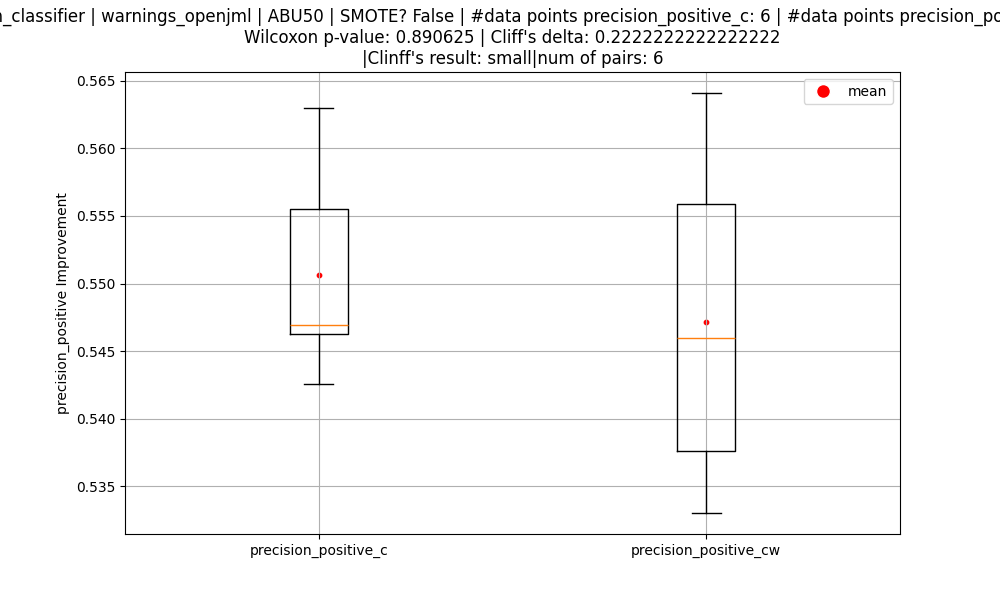 _classifier | warnings_openjml | ABU50 | SMOTE? False | #data points precision_positive_c: 6 | #data points
Wilcoxon p-value: 0.890625 | Cliff's delta: 0.2222222222222222
|Clinff's result: small|num of pairs: 6
mean
0.565
0.560
0.555
0.550
0.545
0.540
0.535
precision_positive Improvement
precision_positive_c
precision_positive_cw